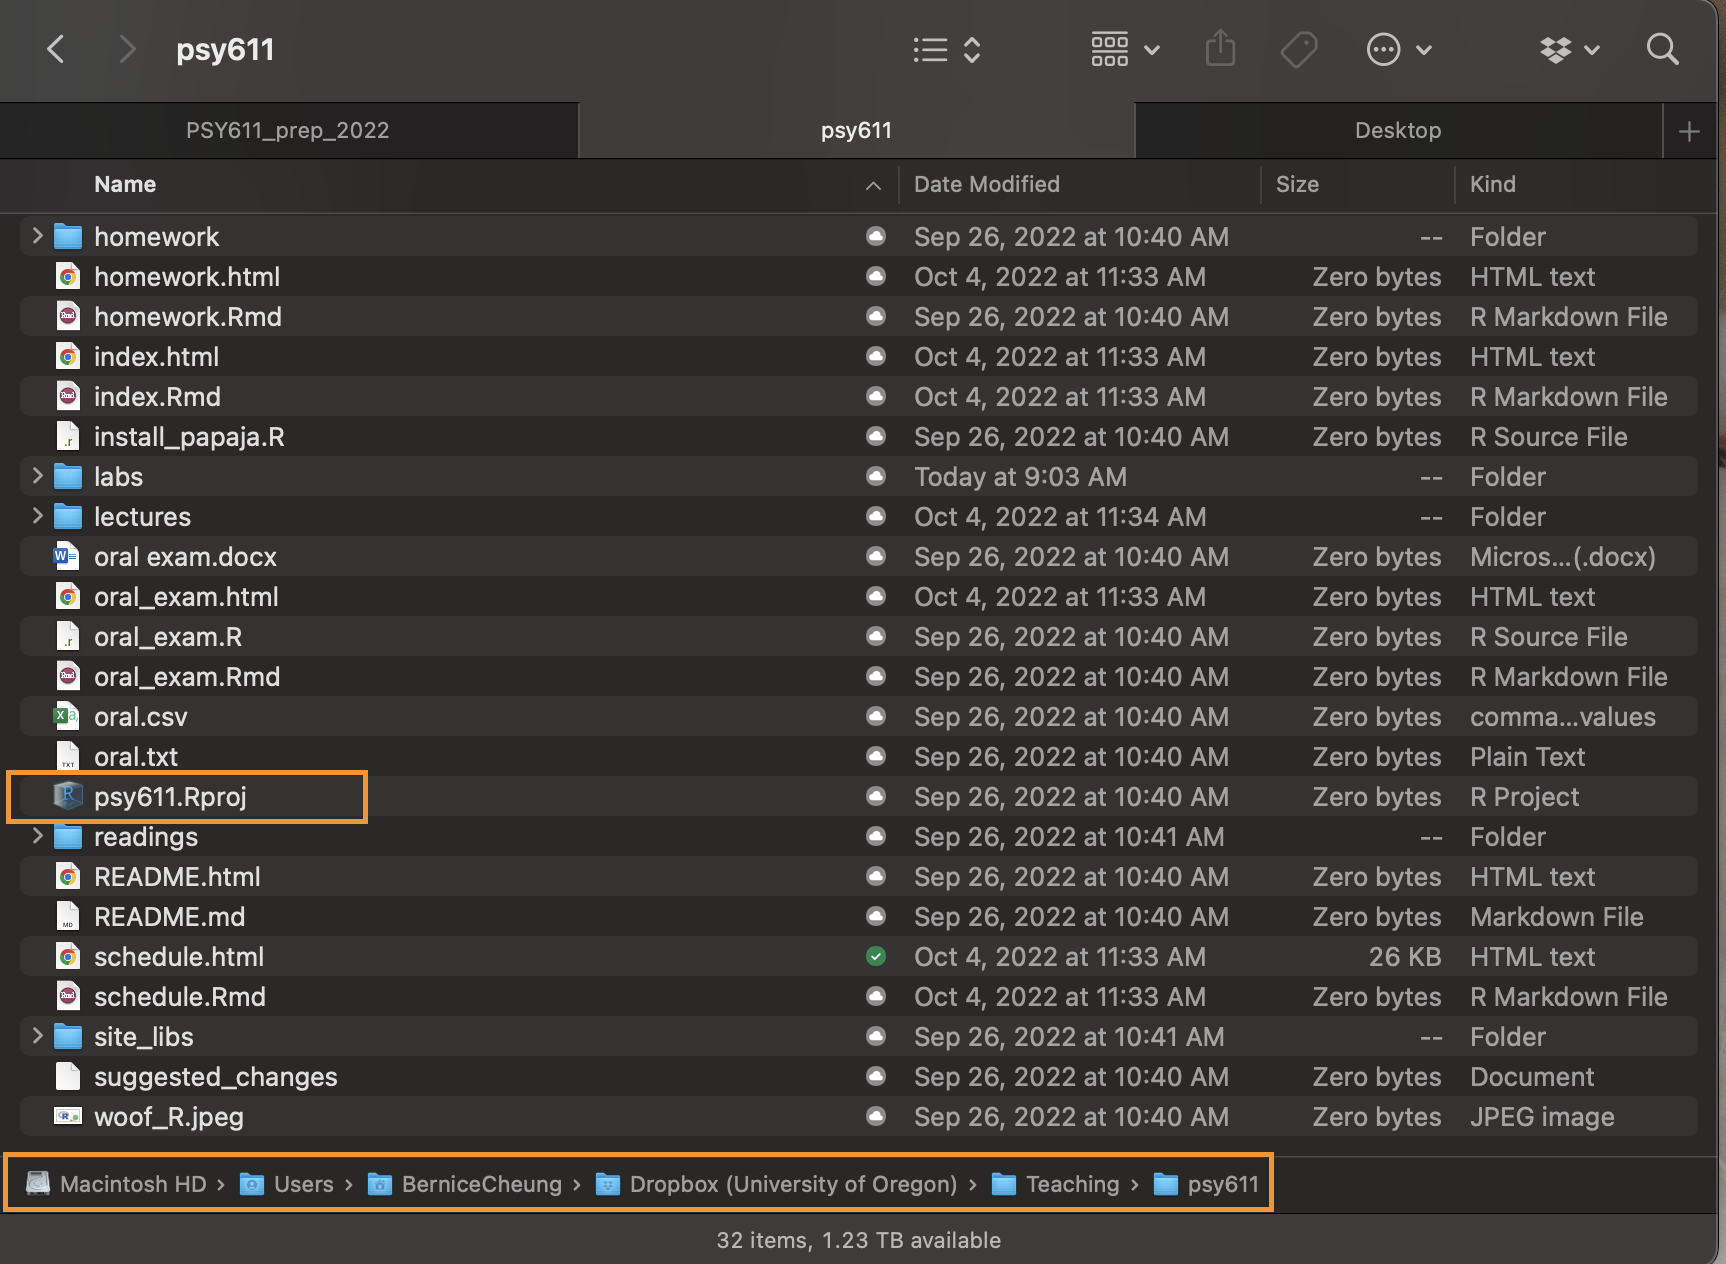 psy611
PSY611_prep_2022 psy611 Desktop
Name Date Modified Size Kind
homework Sep 26, 2022 at 10:40 AM -- Folder
homework.html Oct 4, 2022 at 11:33 AM Zero bytes HTML text
homework.Rmd Sep 26, 2022 at 10:40 AM Zero bytes R Markdown File
index.html Oct 4, 2022 at 11:33 AM Zero bytes HTML text
index.Rmd Oct 4, 2022 at 11:33 AM Zero bytes R Markdown File
install_papaja.R Sep 26, 2022 at 10:40 AM Zero bytes R Source File
labs Today at 9:03 AM -- Folder
lectures Oct 4, 2022 at 11:34 AM -- Folder
oral exam.docx Sep 26, 2022 at 10:40 AM Zero bytes Micros...(.docx)
oral_exam.html Oct 4, 2022 at 11:33 AM Zero bytes HTML text
oral_exam.R Sep 26, 2022 at 10:40 AM Zero bytes R Source File
oral_exam.Rmd Sep 26, 2022 at 10:40 AM Zero bytes R Markdown File
oral.csv Sep 26, 2022 at 10:40 AM Zero bytes comma...values
oral.txt Sep 26, 2022 at 10:40 AM Zero bytes Plain Text
psy611.Rproj Sep 26, 2022 at 10:40 AM Zero bytes R Project
readings Sep 26, 2022 at 10:41 AM -- Folder
README.html Sep 26, 2022 at 10:40 AM Zero bytes HTML text
README.md Sep 26, 2022 at 10:40 AM Zero bytes Markdown File
schedule.html Oct 4, 2022 at 11:33 AM 26 KB HTML text
schedule.Rmd Oct 4, 2022 at 11:33 AM Zero bytes R Markdown File
site_libs Sep 26, 2022 at 10:41 AM -- Folder
suggested_changes Sep 26, 2022 at 10:40 AM Zero bytes Document
woof_R.jpeg Sep 26, 2022 at 10:40 AM Zero bytes JPEG image
Macintosh HD › Users › BerniceCheung › Dropbox (University of Oregon) › Teaching › psy611
32 items, 1.23 TB available